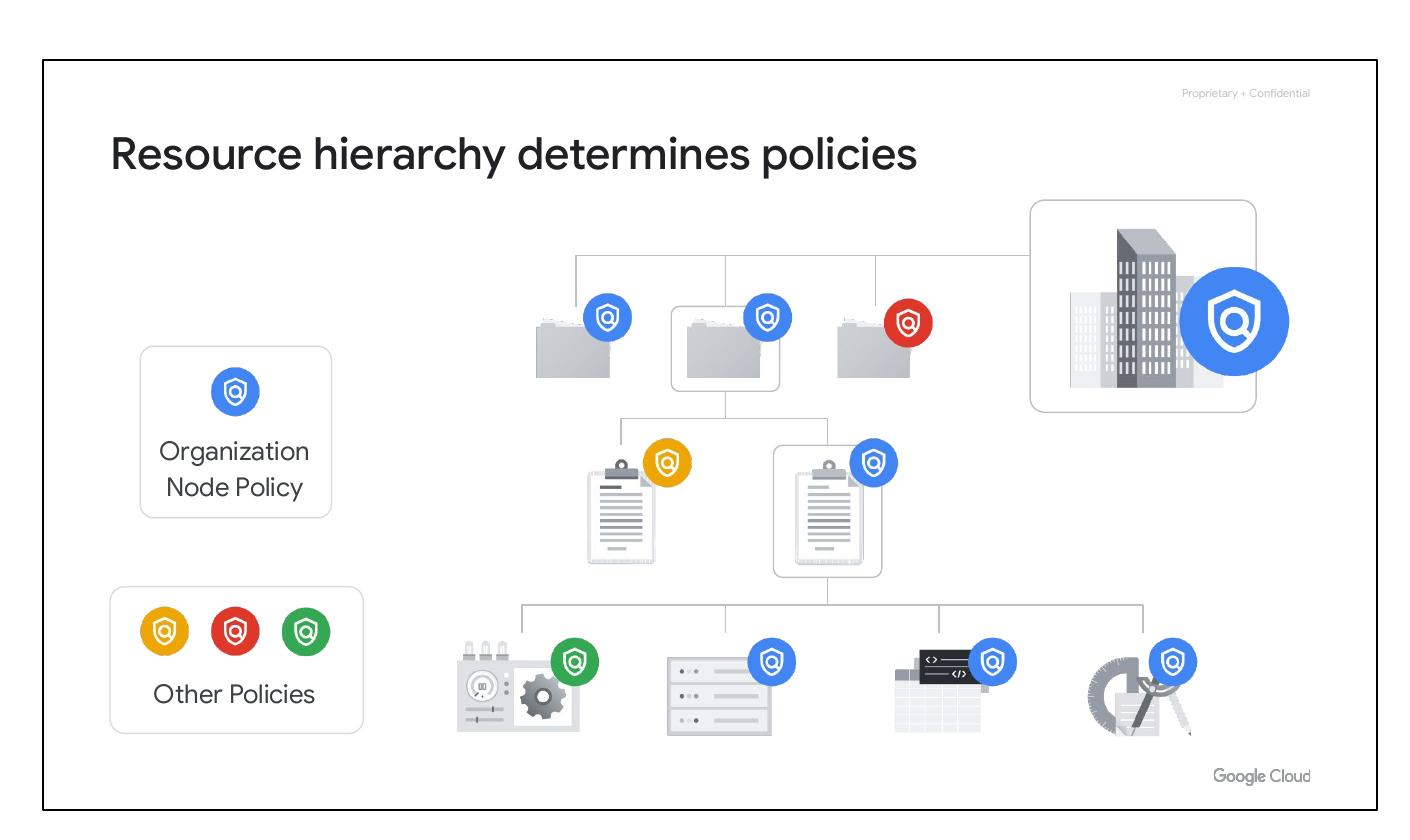 Proprietary + Confidential
Resource hierarchy determines policies
Organization
Node Policy
Other Policies
Google Cloud